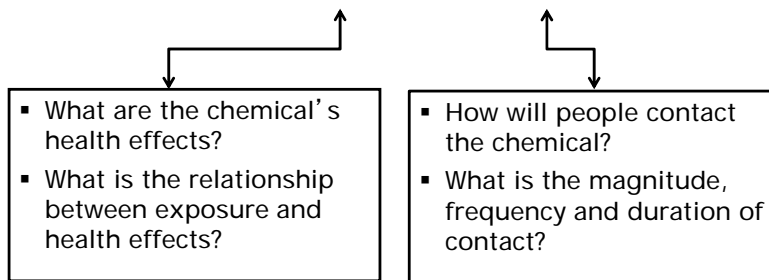 ▪ What are the chemical's
health effects?
▪ What is the relationship
between exposure and
health effects?
▪ How will people contact
the chemical?
▪ What is the magnitude,
frequency and duration of
contact?